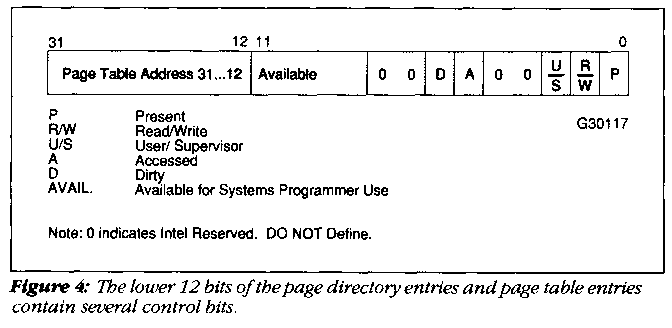 31 12 11 0
Page Table Address 31...12 Available 0 0 D A 0 0 U/S R/W P
P Present
G30117
R/W Read/Write
U/S User/ Supervisor
A Accessed
D Dirty
AVAIL. Available for Systems Programmer Use
Note: 0 indicates Intel Reserved. DO NOT Define.
Figure 4: The lower 12 bits of the page directory entries and page table entries
contain several control bits.